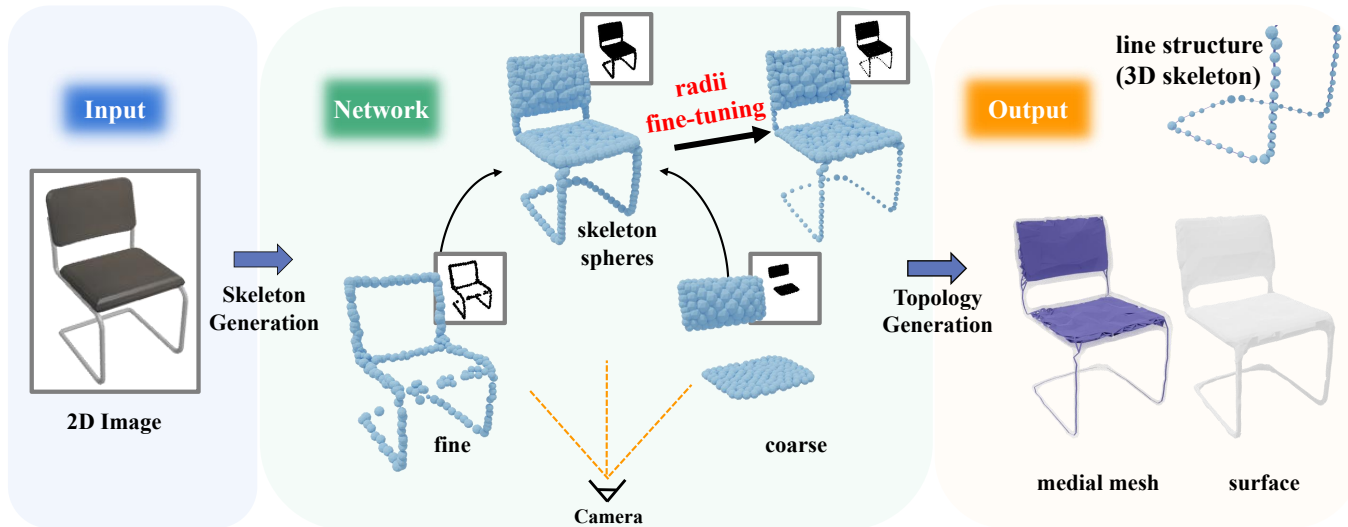 Input
2D Image
Skeleton
Generation
Network
radii
fine-tuning
skeleton
spheres
fine
coarse
Camera
Topology
Generation
Output
line structure
(3D skeleton)
medial mesh
surface